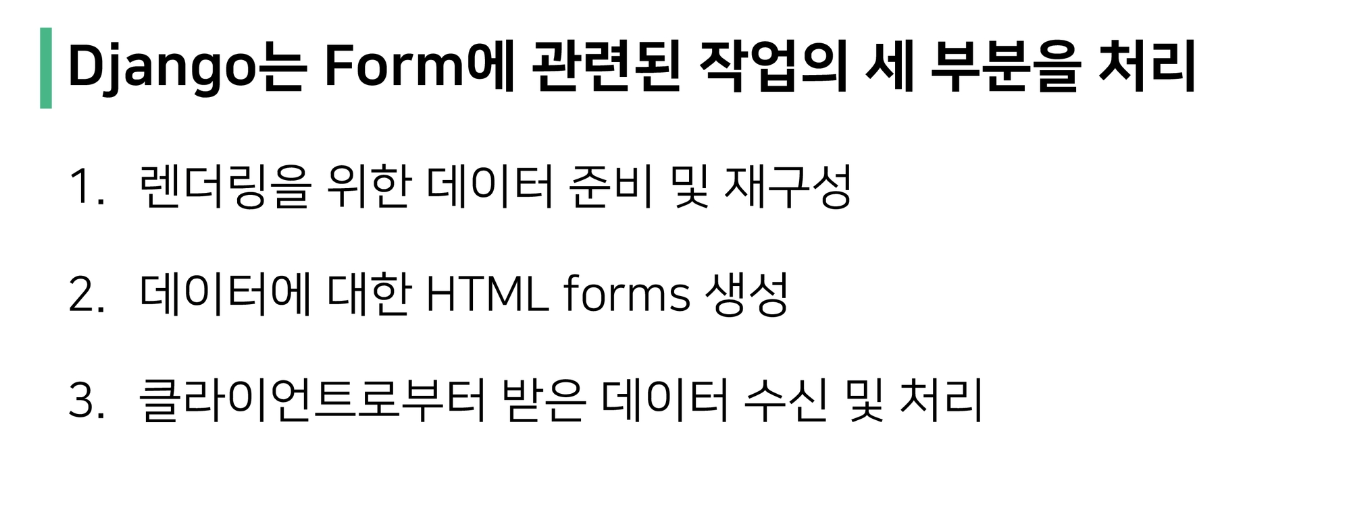 Django는 Form에 관련된 작업의 세 부분을 처리
1. 렌더링을 위한 데이터 준비 및 재구성
2. 데이터에 대한 HTML forms 생성
3. 클라이언트로부터 받은 데이터 수신 및 처리